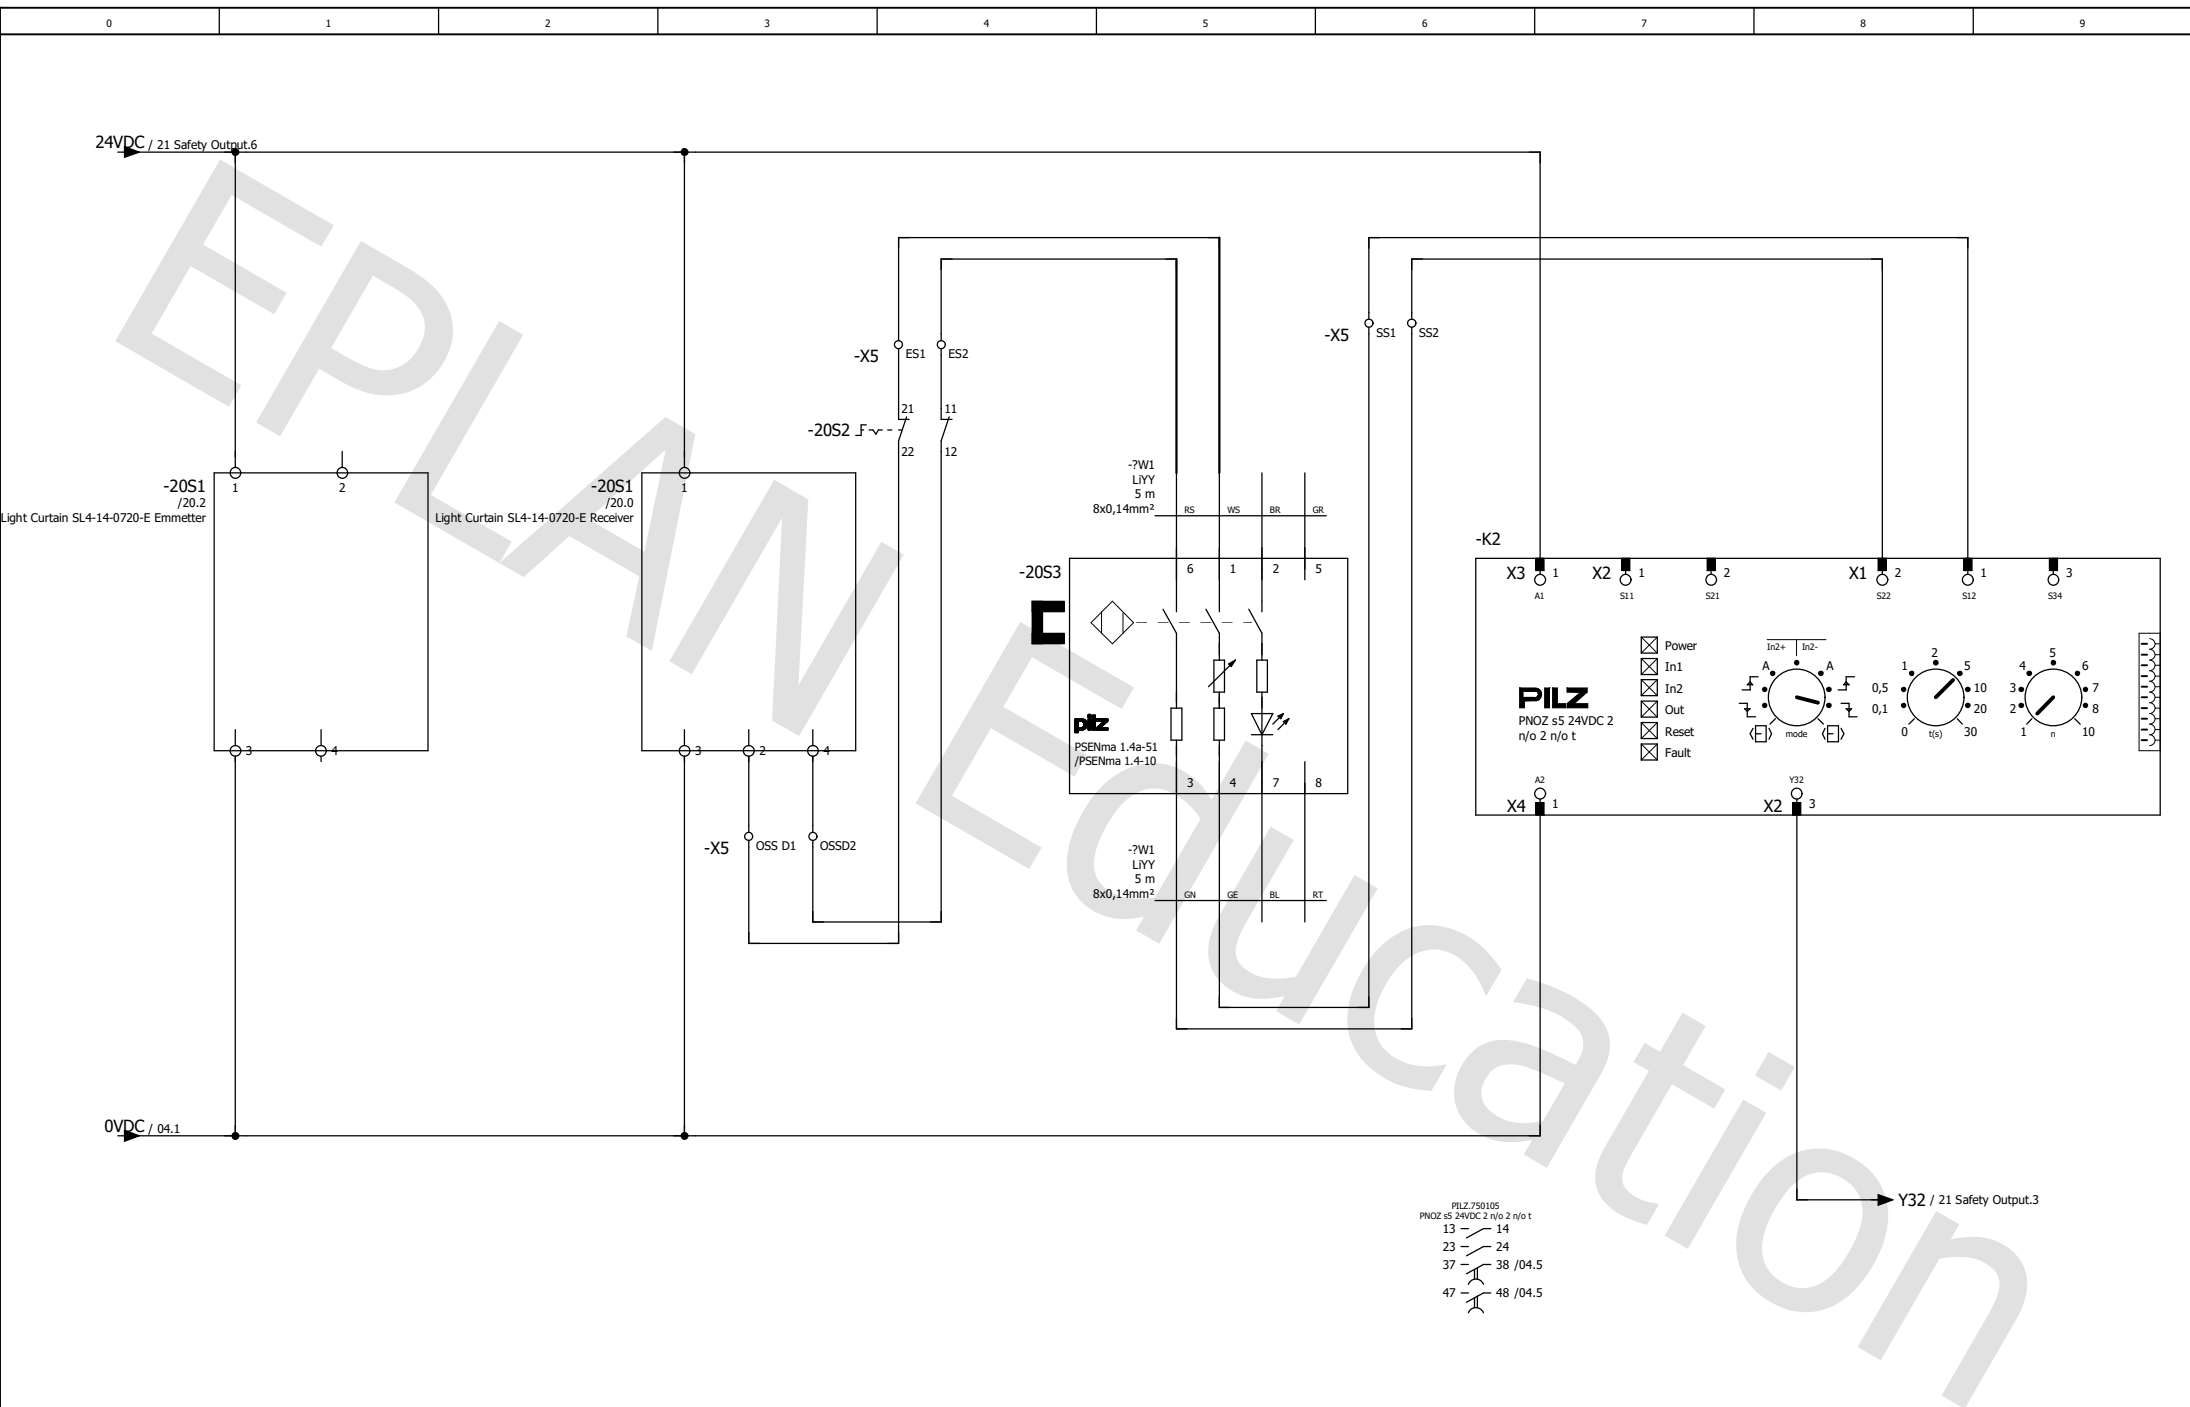 0 1 2 3 4 5 6 7 8 9
24VDC / 21 Safety Output.6
-X5 SS1 SS2
-X5 ES1 ES2
21 11
-20S2
22 12
-?W1
LiYY
5 m
8x0,14mm²
RS WS BR GR
-20S1
/20.2
Light Curtain SL4-14-0720-E Emmetter
1 2
3 4
-20S1
/20.0
Light Curtain SL4-14-0720-E Receiver
1
3 2 4
-X5 OSS D1 OSSD2
-20S3
6 1 2 5
pilz
PSENma 1.4a-51
/PSENma 1.4-10
3 4 7 8
-?W1
LiYY
5 m
8x0,14mm²
GN GE BL RT
-K2
X3 1 X2 1 2 X1 2 1 3
A1 S11 S21 S22 S12 S34
Power
In1
In2
Out
Reset
Fault
PILZ
PNOZ s5 24VDC 2
n/o 2 n/o t
In2+ In2-
A A
mode
2
1 5
0,5 10
0,1 20
0 t(s) 30
5
4 6
3 7
2 8
1 n 10
A2 Y32
X4 1 X2 3
0VDC / 04.1
Y32 / 21 Safety Output.3
PILZ.750105
PNOZ s5 24VDC 2 n/o 2 n/o t
13 14
23 24
37 38 /04.5
47 48 /04.5
EPLAN Education